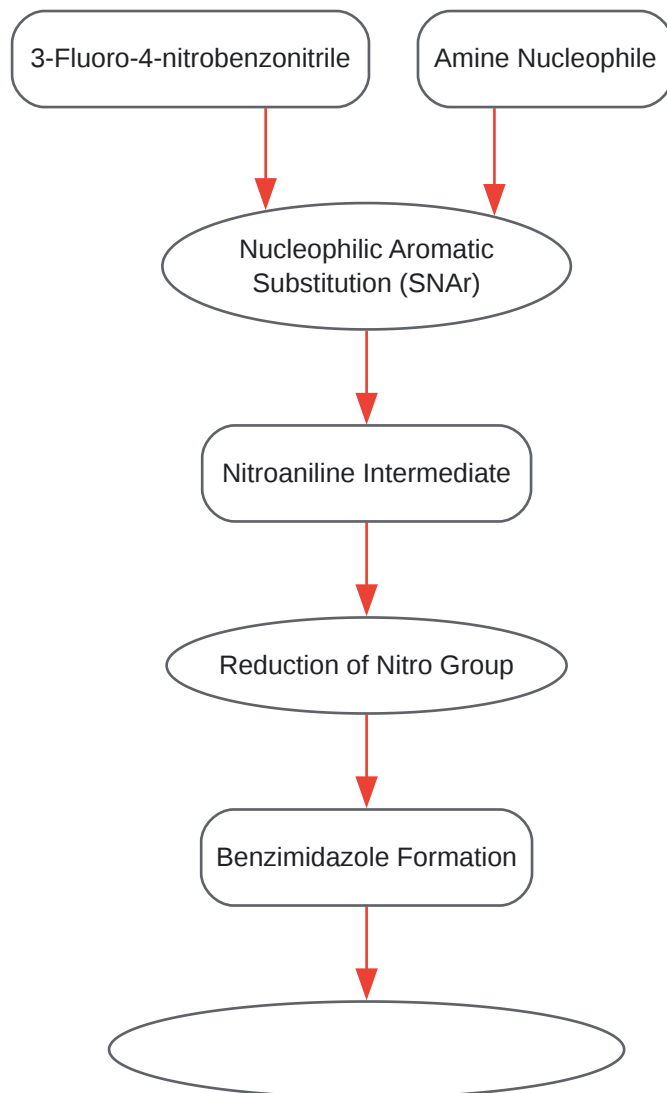 3-Fluoro-4-nitrobenzonitrile
Amine Nucleophile
Nucleophilic Aromatic
Substitution (SNAr)
Nitroaniline Intermediate
Reduction of Nitro Group
Benzimidazole Formation